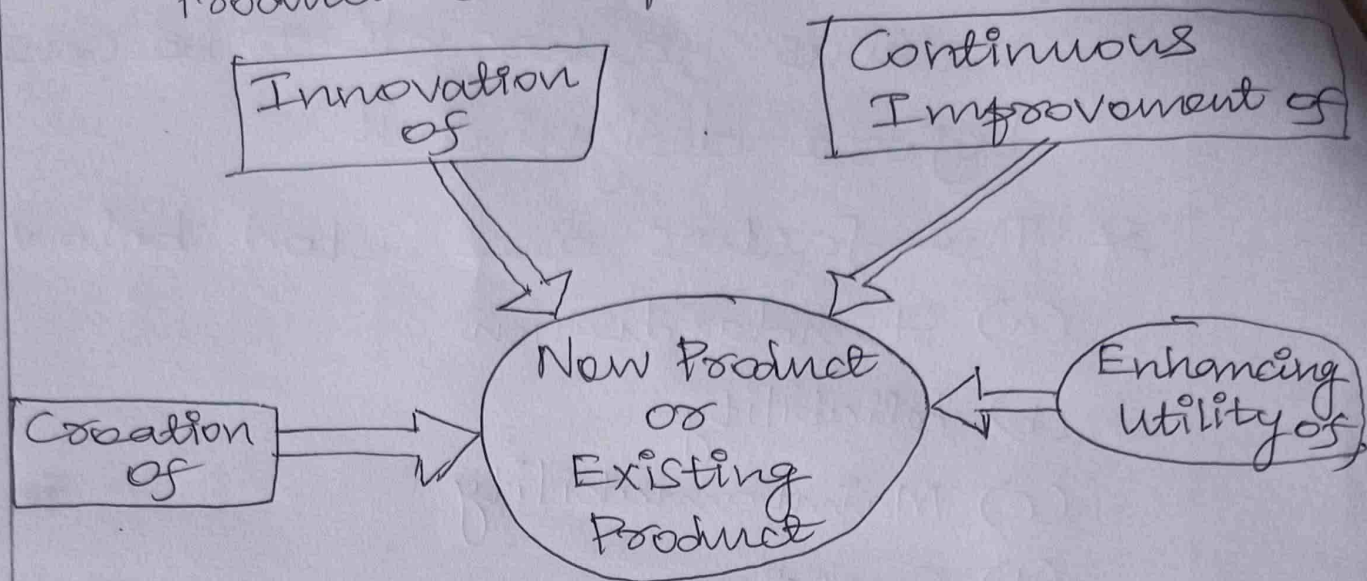 Innovation
of
Continuous
Improvement of
New Product
or
Existing
Product
Creation
of
Enhancing
Utility of